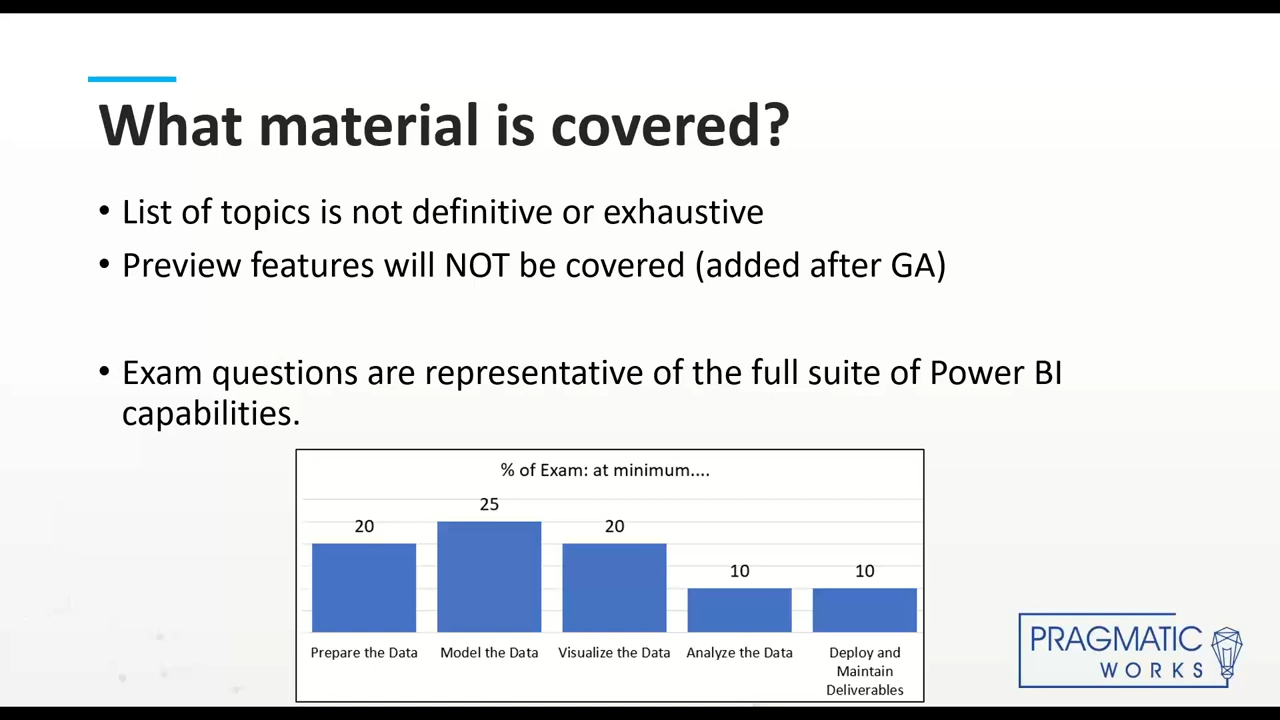 What material is covered?
• List of topics is not definitive or exhaustive
• Preview features will NOT be covered (added after GA)
• Exam questions are representative of the full suite of Power BI
capabilities.
% of Exam: at minimum....
20
25
20
10
10
Prepare the Data
Model the Data
Visualize the Data
Analyze the Data
Deploy and
Maintain
Deliverables
PRAGMATIC
WORKS